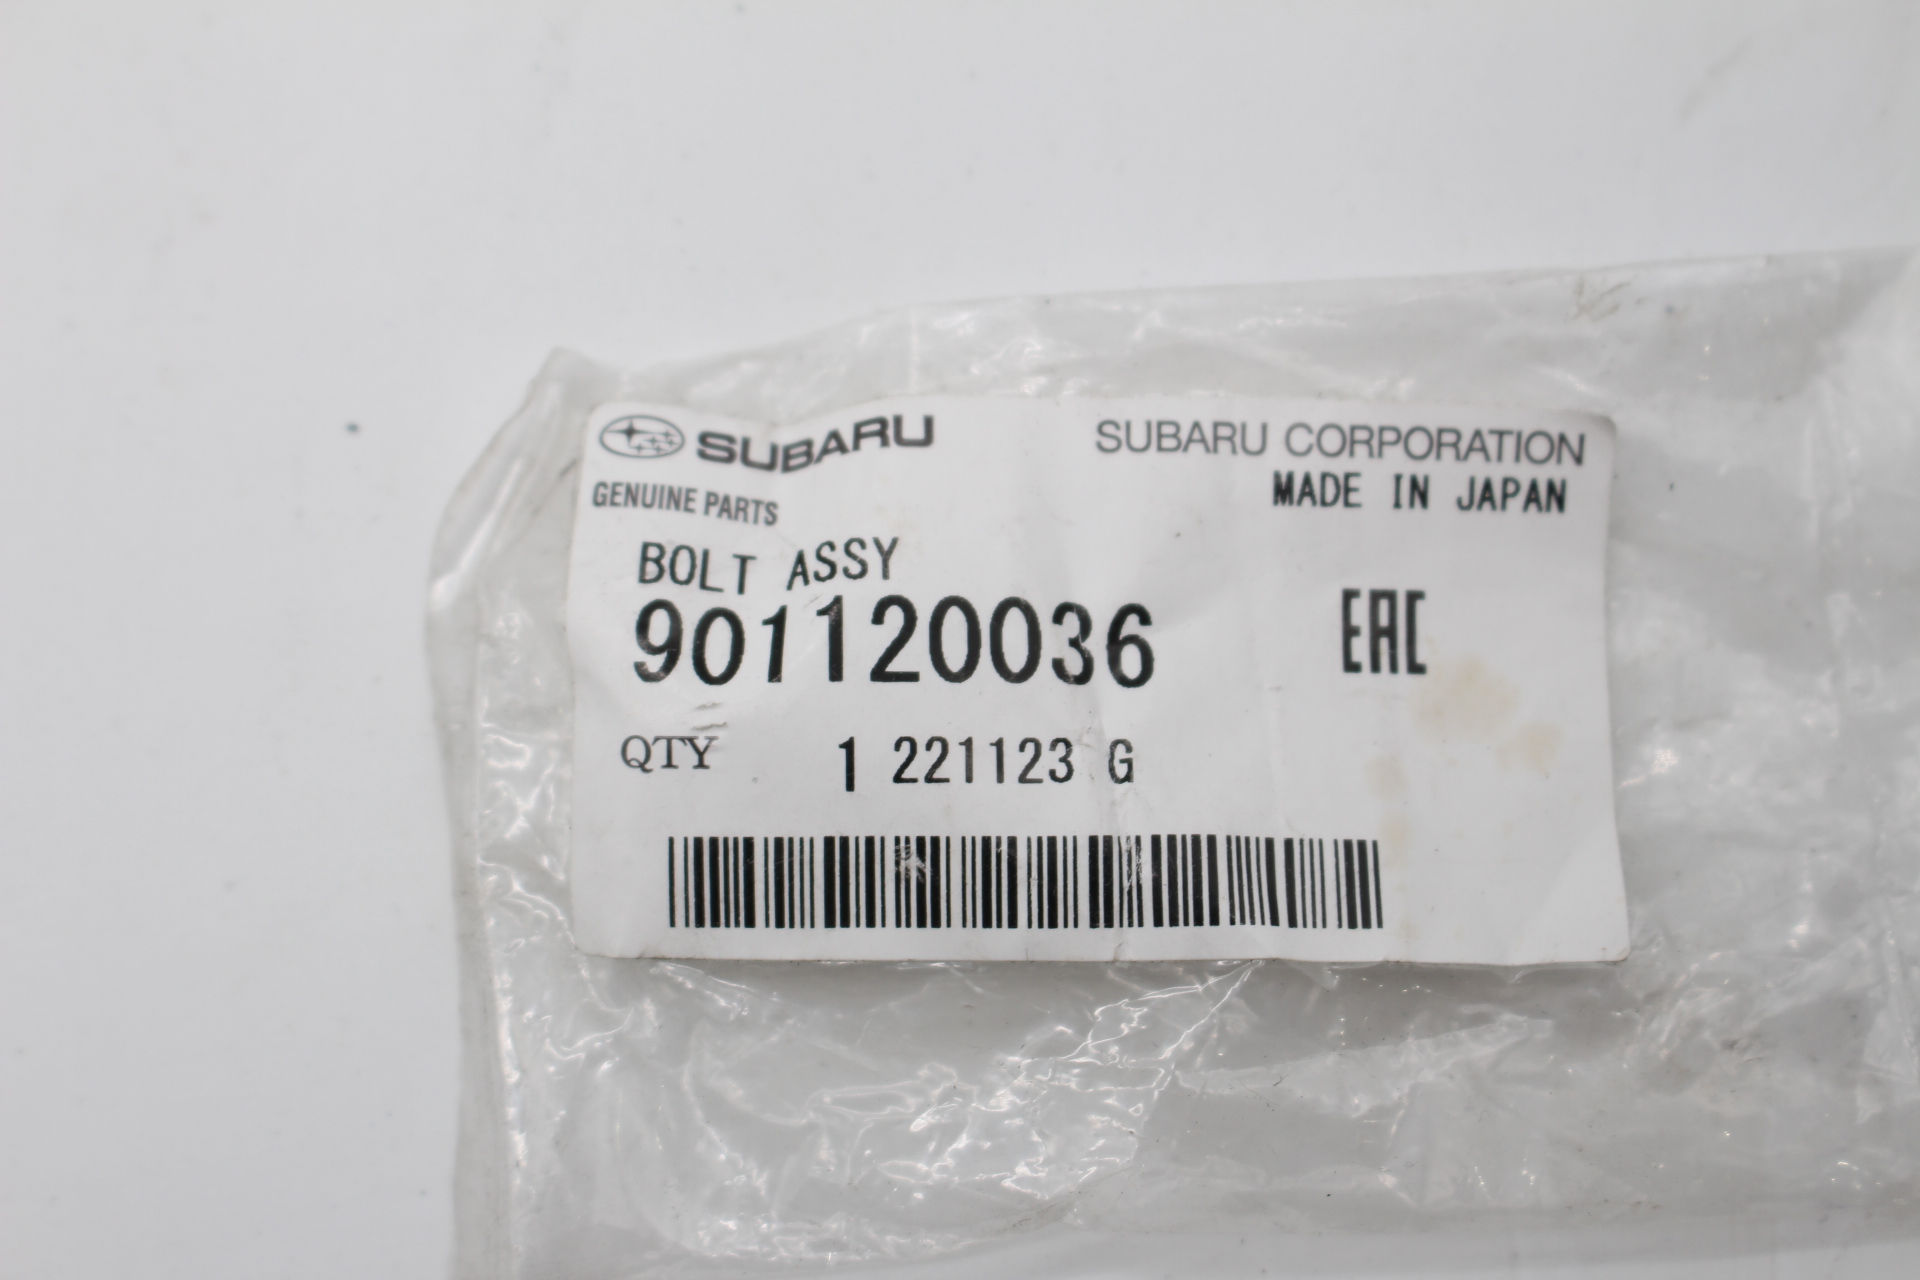 SUBARU SUBARU CORPORATION
GENUINE PARTS MADE IN JAPAN
BOLT ASSY
901120036 EAC
QTY 1 221123 G